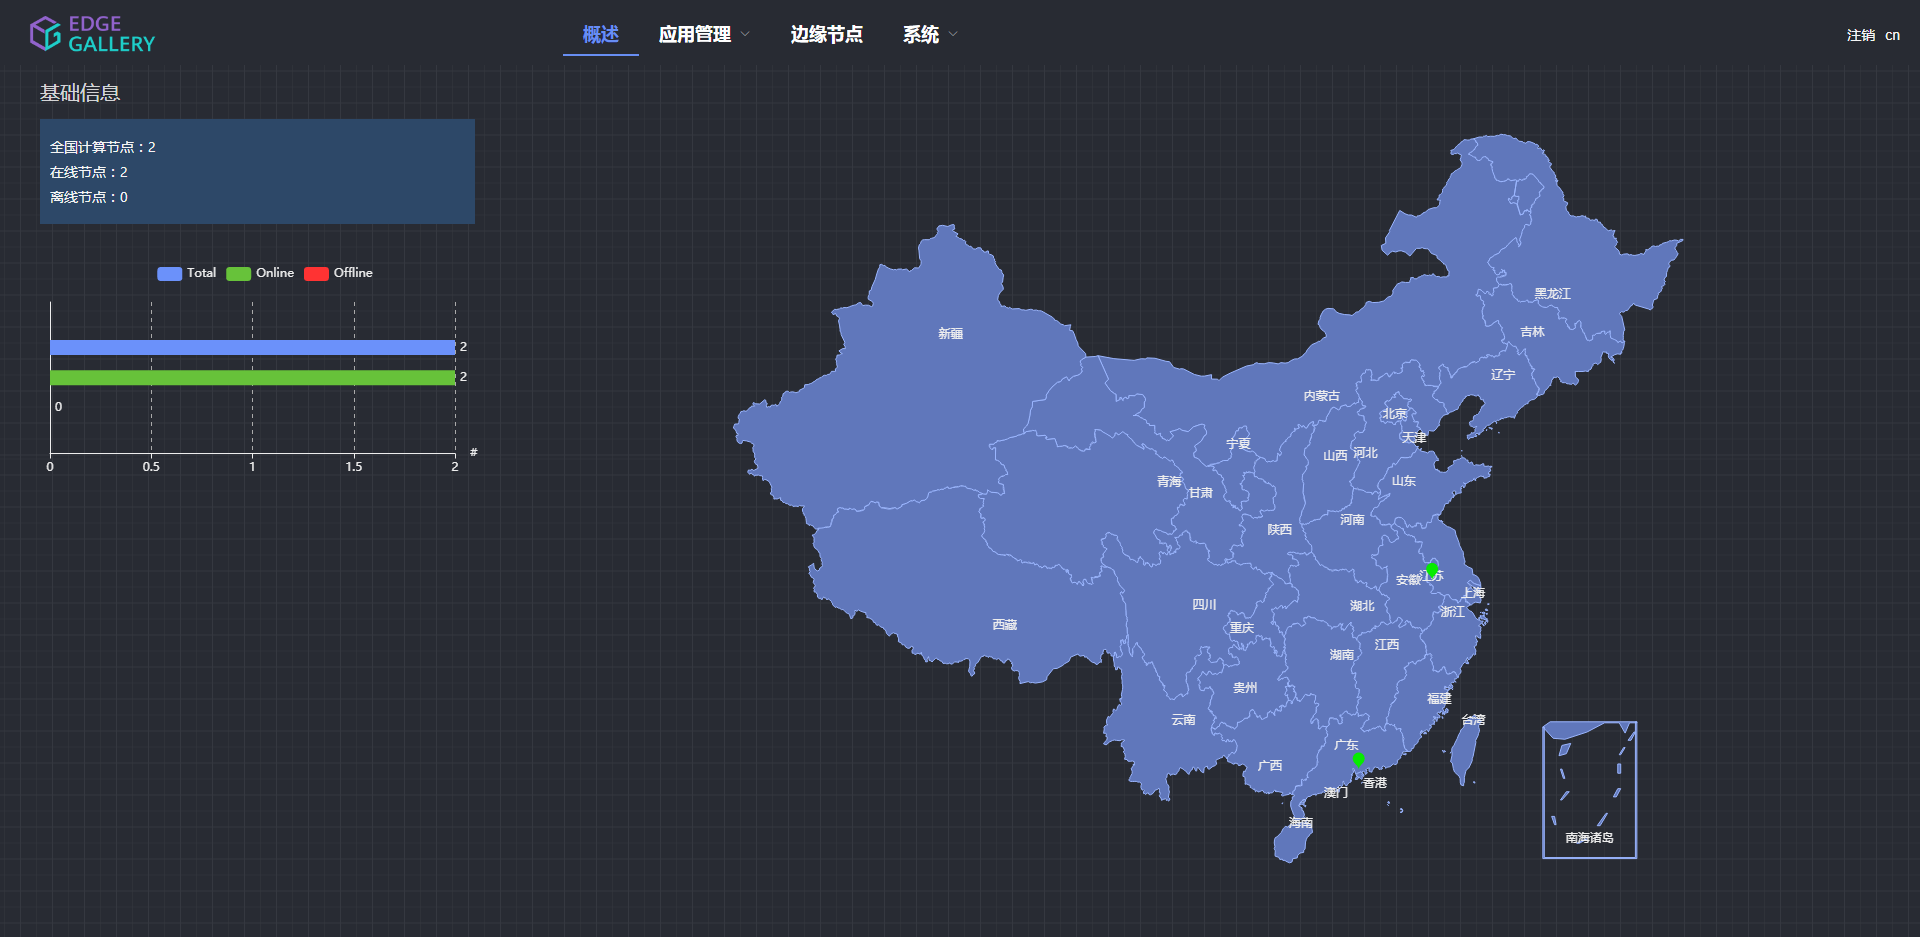 EDGE
GALLERY
概述 应用管理 边缘节点 系统
注销 cn
基础信息
全国计算节点：2
在线节点：2
离线节点：0
Total Online Offline
2
2
0
#
0 0.5 1 1.5 2
黑龙江
吉林
新疆
辽宁
内蒙古
北京
天津
宁夏
山西 河北
青海
甘肃
山东
河南
陕西
安徽
江苏
上海
四川
湖北
浙江
西藏
重庆
江西
湖南
贵州
福建
云南
台湾
广东
广西
香港
澳门
海南
南海诸岛